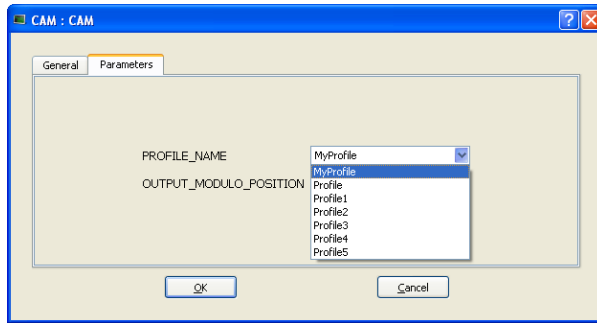 CAM : CAM
General Parameters
PROFILE_NAME MyProfile
MyProfile
OUTPUT_MODULO_POSITION Profile
Profile1
Profile2
Profile3
Profile4
Profile5
OK Cancel